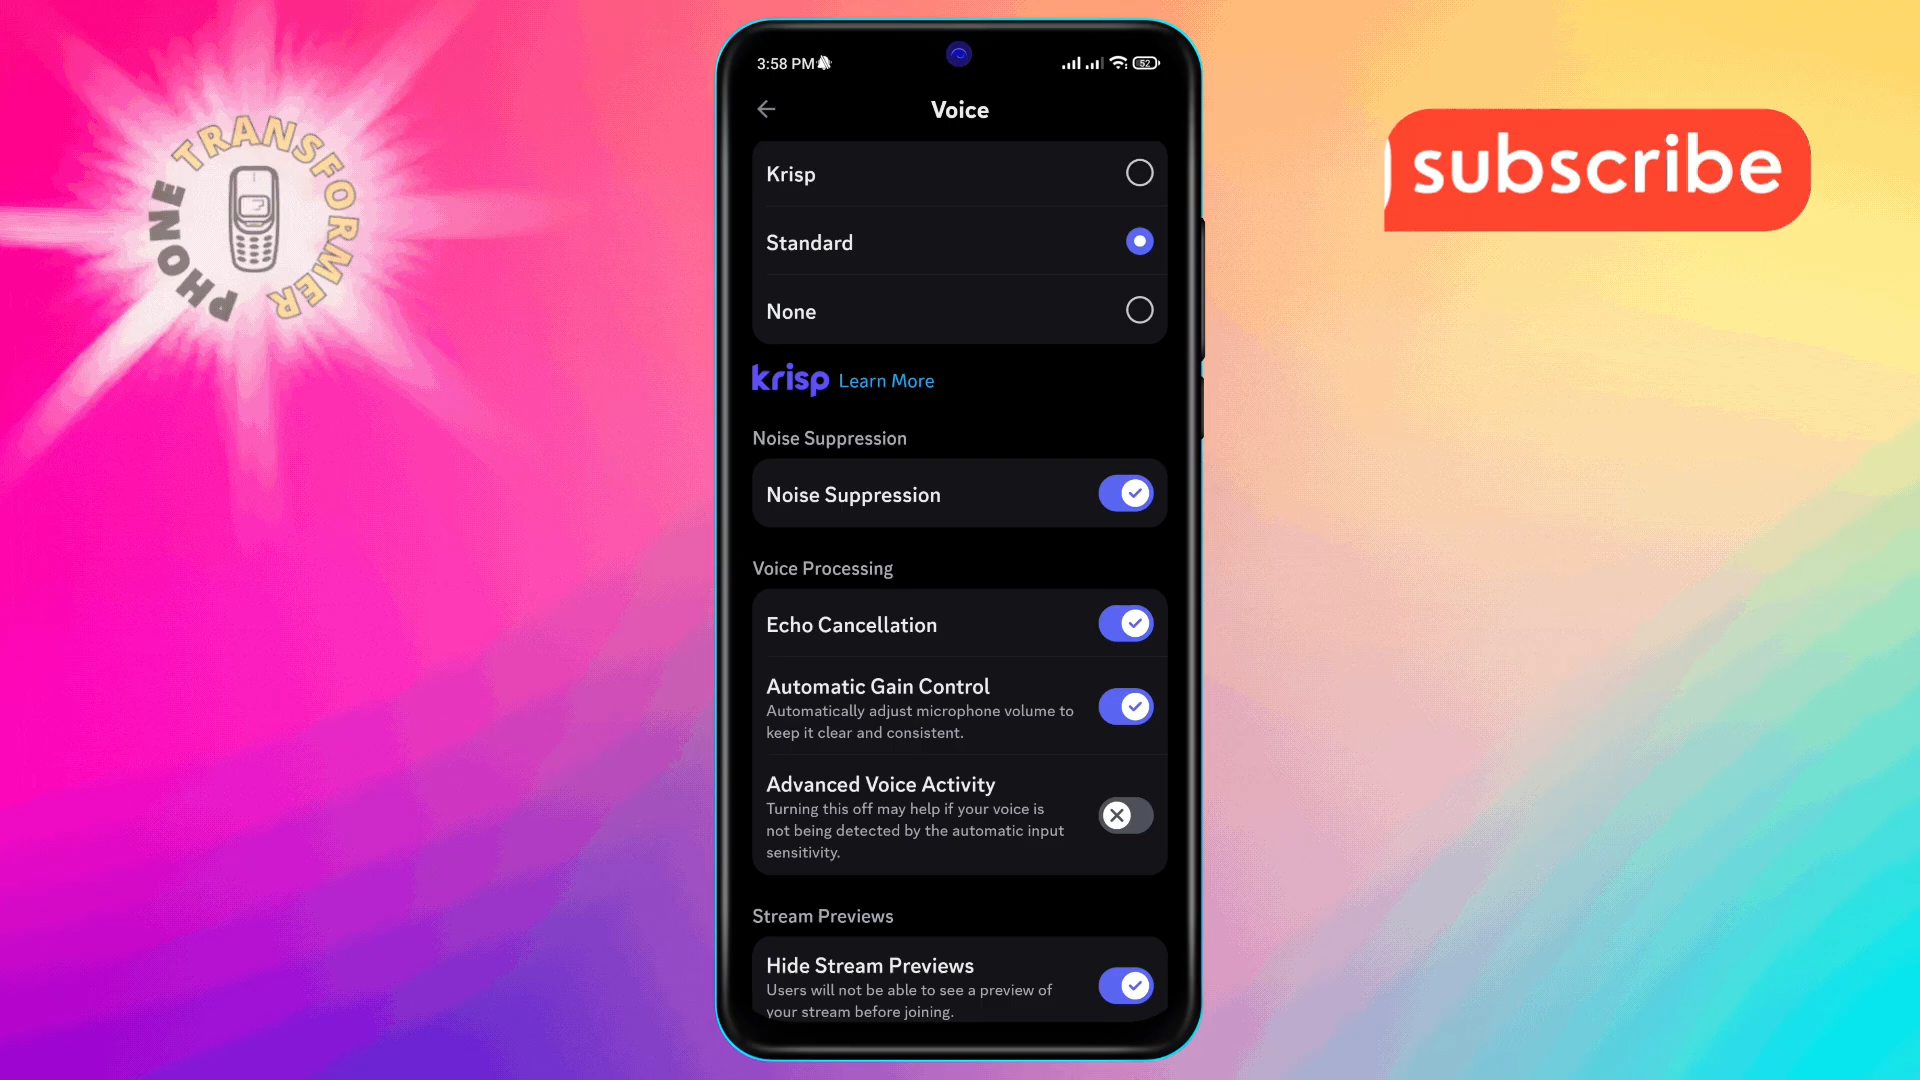 PHONE TRANSFORMER
subscribe
3:58 PM
52
Voice
Krisp
Standard
None
krisp Learn More
Noise Suppression
Noise Suppression
Voice Processing
Echo Cancellation
Automatic Gain Control
Automatically adjust microphone volume to
keep it clear and consistent.
Advanced Voice Activity
Turning this off may help if your voice is
not being detected by the automatic input
sensitivity.
Stream Previews
Hide Stream Previews
Users will not be able to see a preview of
your stream before joining.